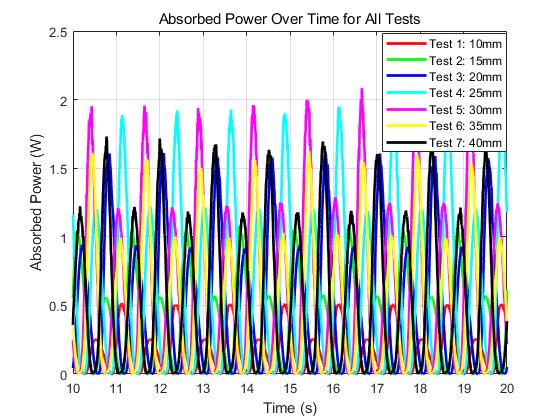 Absorbed Power Over Time for All Tests
Absorbed Power (W)
2.5
2
1.5
1
0.5
0
Test 1: 10mm
Test 2: 15mm
Test 3: 20mm
Test 4: 25mm
Test 5: 30mm
Test 6: 35mm
Test 7: 40mm
10 11 12 13 14 15 16 17 18 19 20
Time (s)